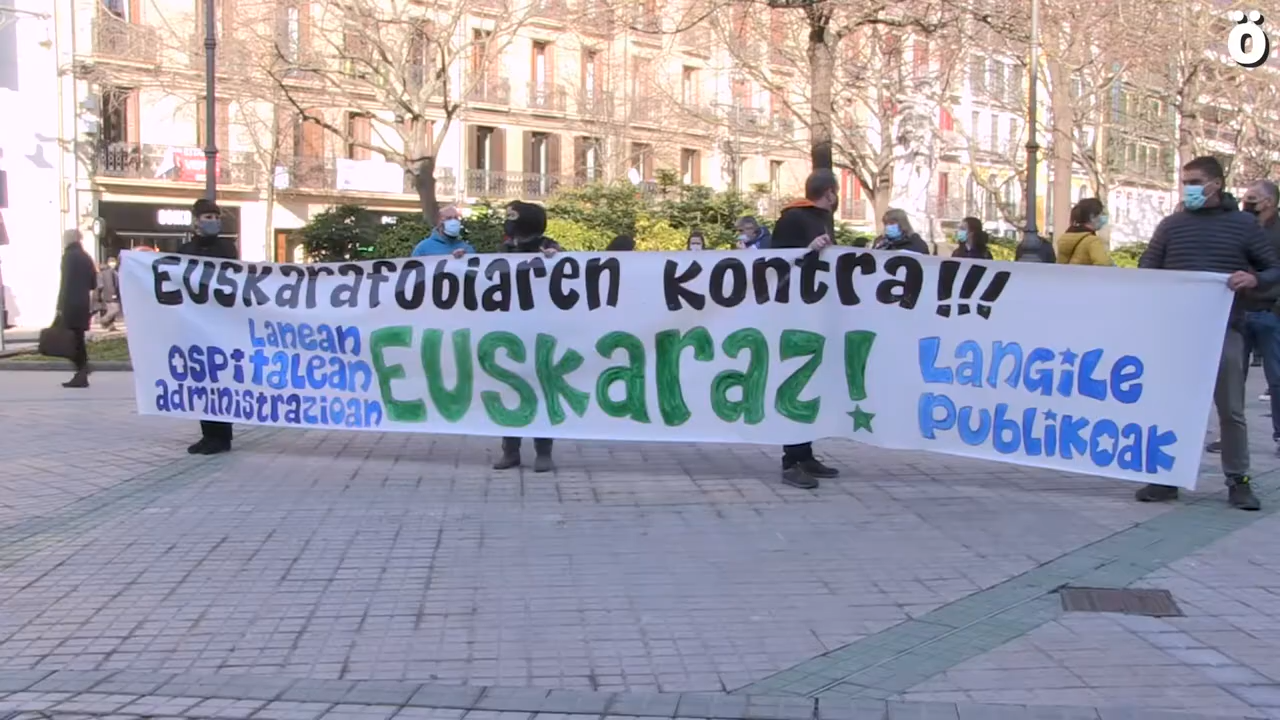 EUSKaRaFOBiaREN KONTRa!!!
LaNEaN
OSPiTaLEaN
aDMiNiSTRaZiOaN
EUSKaRaZ!
LaNGiLE
PUBLiKOaK
ö